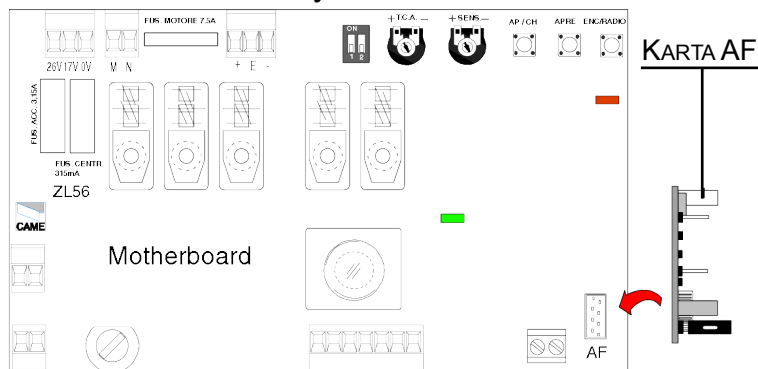 FUS. MOTORE 7.5A
ON
1 2
+ T.C.A. -
+ SENS. -
AP / CH
APRE
ENC/RADIO
26V 17V 0V
M N
+ E -
KARTA AF
FUS. ACC. 3,15A
FUS. CENTR.
315mA
ZL56
CAME
Motherboard
AF